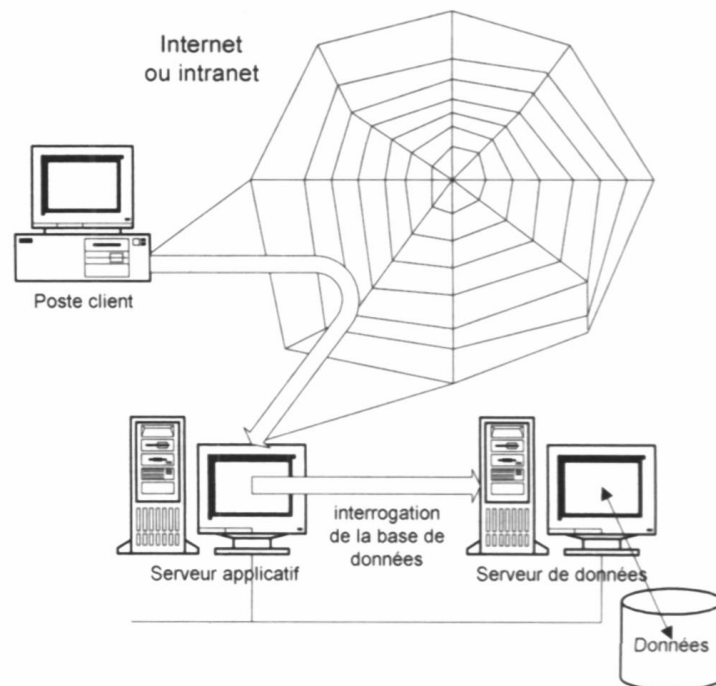 Internet
ou intranet
Poste client
interrogation
de la base de
données
Serveur applicatif
Serveur de données
Données